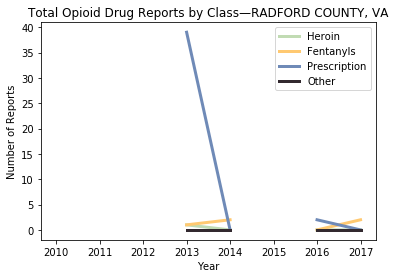 Total Opioid Drug Reports by Class—RADFORD COUNTY, VA
Heroin
Fentanyls
Prescription
Other
Number of Reports
40
35
30
25
20
15
10
5
0
2010 2011 2012 2013 2014 2015 2016 2017
Year